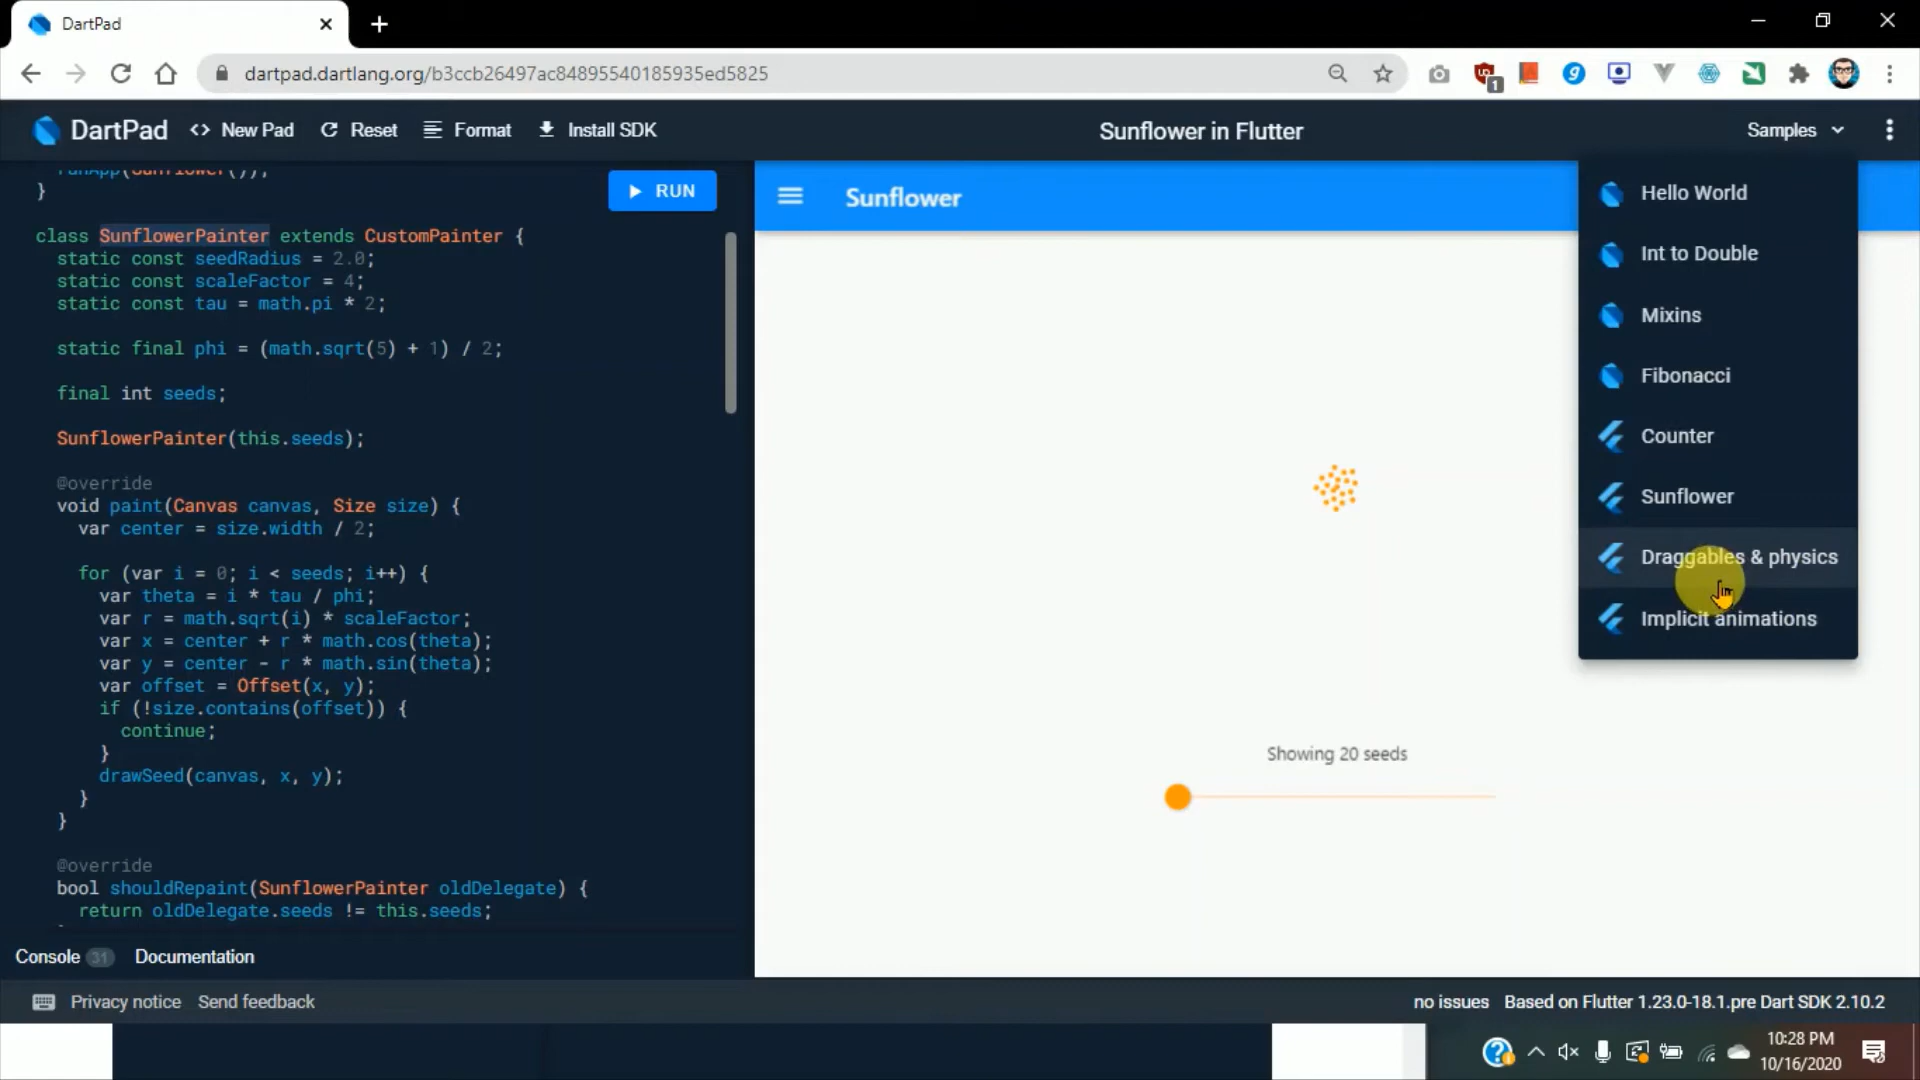 DartPad
dartpad.dartlang.org/b3ccb26497ac84895540185935ed5825
1
DartPad
<> New Pad
Reset
Format
Install SDK
Sunflower in Flutter
Samples
runApp(Sunflower());
}
RUN
class SunflowerPainter extends CustomPainter {
static const seedRadius = 2.0;
static const scaleFactor = 4;
static const tau = math.pi * 2;
static final phi = (math.sqrt(5) + 1) / 2;
final int seeds;
SunflowerPainter(this.seeds);
@override
void paint(Canvas canvas, Size size) {
var center = size.width / 2;
for (var i = 0; i < seeds; i++) {
var theta = i * tau / phi;
var r = math.sqrt(i) * scaleFactor;
var x = center + r * math.cos(theta);
var y = center - r * math.sin(theta);
var offset = Offset(x, y);
if (!size.contains(offset)) {
continue;
}
drawSeed(canvas, x, y);
}
}
@override
bool shouldRepaint(SunflowerPainter oldDelegate) {
return oldDelegate.seeds != this.seeds;
Sunflower
Showing 20 seeds
Hello World
Int to Double
Mixins
Fibonacci
Counter
Sunflower
Draggables & physics
Implicit animations
Console 31
Documentation
Privacy notice
Send feedback
no issues
Based on Flutter 1.23.0-18.1.pre Dart SDK 2.10.2
10:28 PM
10/16/2020